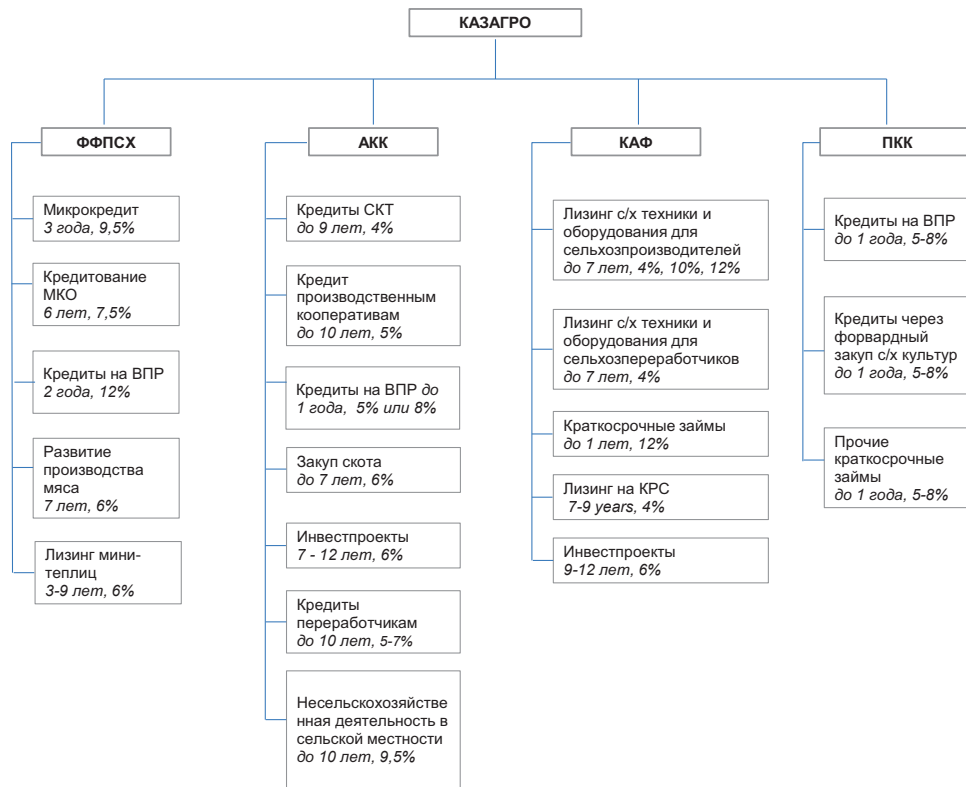 КАЗАГРО
ФФПСХ
Микрокредит
3 года, 9,5%
Кредитование
МКО
6 лет, 7,5%
Кредиты на ВПР
2 года, 12%
Развитие
производства
мяса
7 лет, 6%
Лизинг мини-
теплиц
3-9 лет, 6%
АКК
Кредиты СКТ
до 9 лет, 4%
Кредит
производственным
кооперативам
до 10 лет, 5%
Кредиты на ВПР до
1 года, 5% или 8%
Закуп скота
до 7 лет, 6%
Инвестпроекты
7 - 12 лет, 6%
Кредиты
переработчикам
до 10 лет, 5-7%
Несельскохозяйстве
нная деятельность в
сельской местности
до 10 лет, 9,5%
КАФ
Лизинг с/х техники и
оборудования для
сельхозпроизводителей
до 7 лет, 4%, 10%, 12%
Лизинг с/х техники и
оборудования для
сельхозпереработчиков
до 7 лет, 4%
Краткосрочные займы
до 1 лет, 12%
Лизинг на КРС
7-9 years, 4%
Инвестпроекты
9-12 лет, 6%
ПКК
Кредиты на ВПР
до 1 года, 5-8%
Кредиты через
форвардный
закуп с/х культур
до 1 года, 5-8%
Прочие
краткосрочные
займы
до 1 года, 5-8%